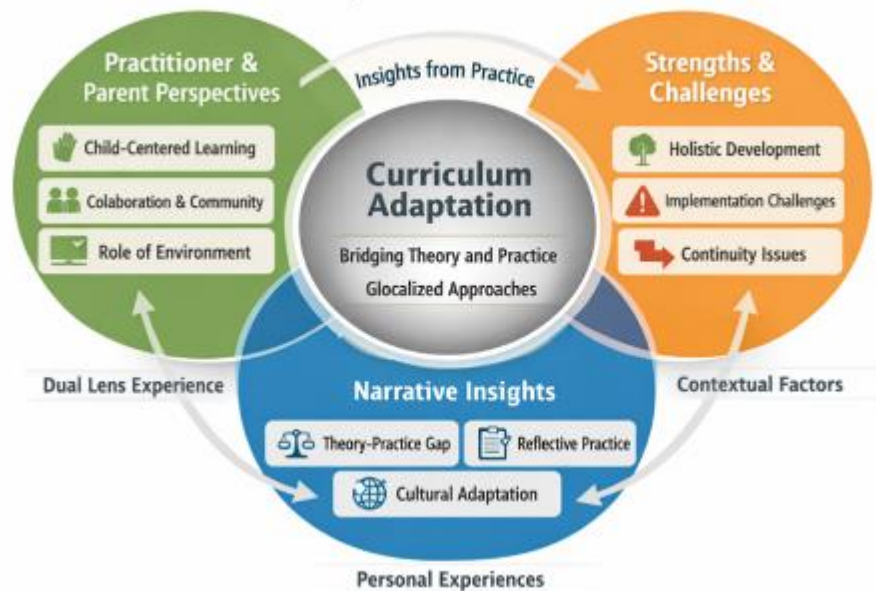 Practitioner &
Parent Perspectives
Child-Centered Learning
Colaboration & Community
Role of Environment
Insights from Practice
Strengths &
Challenges
Holistic Development
Implementation Challenges
Continuity Issues
Curriculum
Adaptation
Bridging Theory and Practice
Glocalized Approaches
Dual Lens Experience
Contextual Factors
Narrative Insights
Theory-Practice Gap
Reflective Practice
Cultural Adaptation
Personal Experiences